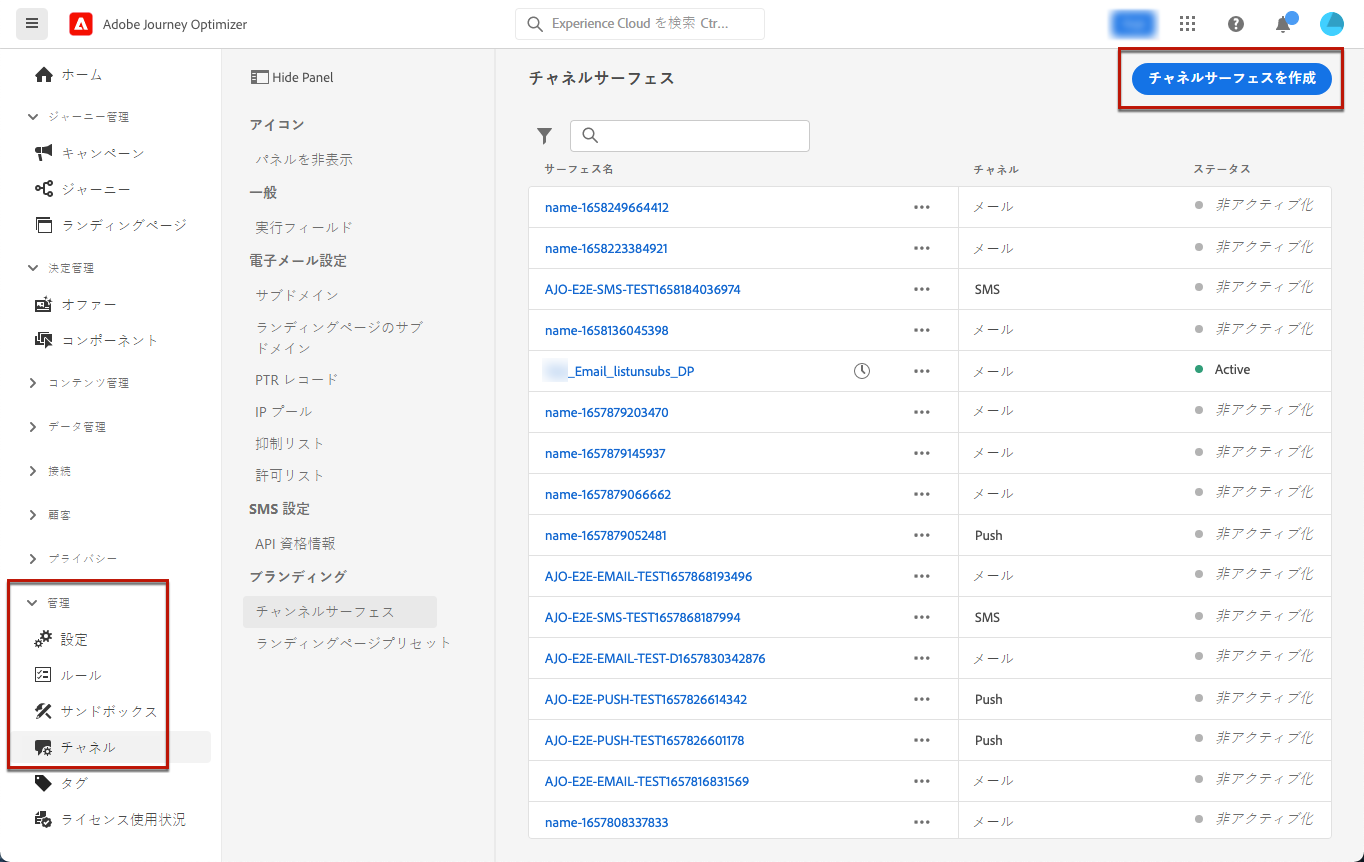 Adobe Journey Optimizer
Experience Cloud を検索 Ctr...
ホーム
ジャーニー管理
キャンペーン
ジャーニー
ランディングページ
決定管理
オファー
コンポーネント
コンテンツ管理
データ管理
接続
顧客
プライバシー
管理
設定
ルール
サンドボックス
チャネル
タグ
ライセンス使用状況
Hide Panel
アイコン
パネルを非表示
一般
実行フィールド
電子メール設定
サブドメイン
ランディングページのサブ
ドメイン
PTR レコード
IP プール
抑制リスト
許可リスト
SMS 設定
API 資格情報
ブランディング
チャンネルサーフェス
ランディングページプリセット
チャネルサーフェス
チャネルサーフェスを作成
サーフェス名 チャネル ステータス
name-1658249664412 メール 非アクティブ化
name-1658223384921 メール 非アクティブ化
AJO-E2E-SMS-TEST1658184036974 SMS 非アクティブ化
name-1658136045398 メール 非アクティブ化
_Email_listunsubs_DP メール Active
name-1657879203470 メール 非アクティブ化
name-1657879145937 メール 非アクティブ化
name-1657879066662 メール 非アクティブ化
name-1657879052481 Push 非アクティブ化
AJO-E2E-EMAIL-TEST1657868193496 メール 非アクティブ化
AJO-E2E-SMS-TEST1657868187994 SMS 非アクティブ化
AJO-E2E-EMAIL-TEST-D1657830342876 メール 非アクティブ化
AJO-E2E-PUSH-TEST1657826614342 Push 非アクティブ化
AJO-E2E-PUSH-TEST1657826601178 Push 非アクティブ化
AJO-E2E-EMAIL-TEST1657816831569 メール 非アクティブ化
name-1657808337833 メール 非アクティブ化